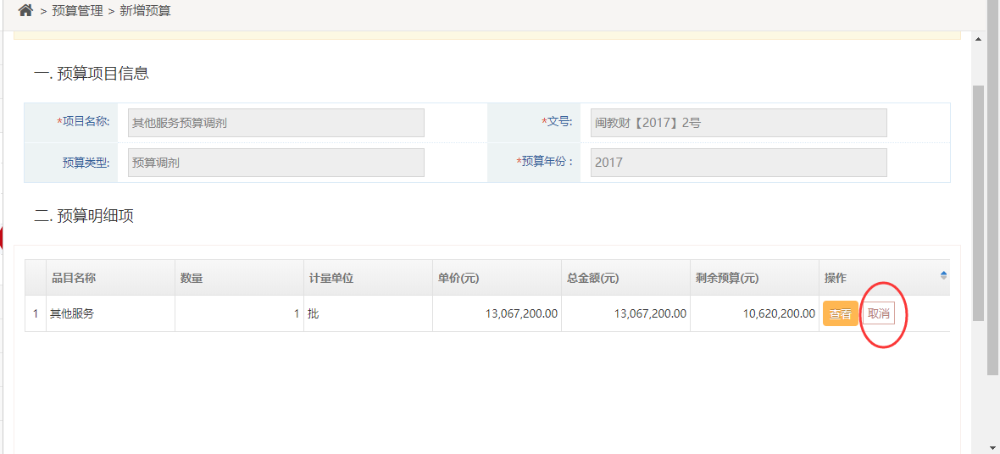 > 预算管理 > 新增预算
一. 预算项目信息
*项目名称: 其他服务预算调剂 *文号: 闽教财【2017】2号
预算类型: 预算调剂 *预算年份 : 2017
二. 预算明细项
品目名称 数量 计量单位 单价(元) 总金额(元) 剩余预算(元) 操作
1 其他服务 1 批 13,067,200.00 13,067,200.00 10,620,200.00 查看 取消